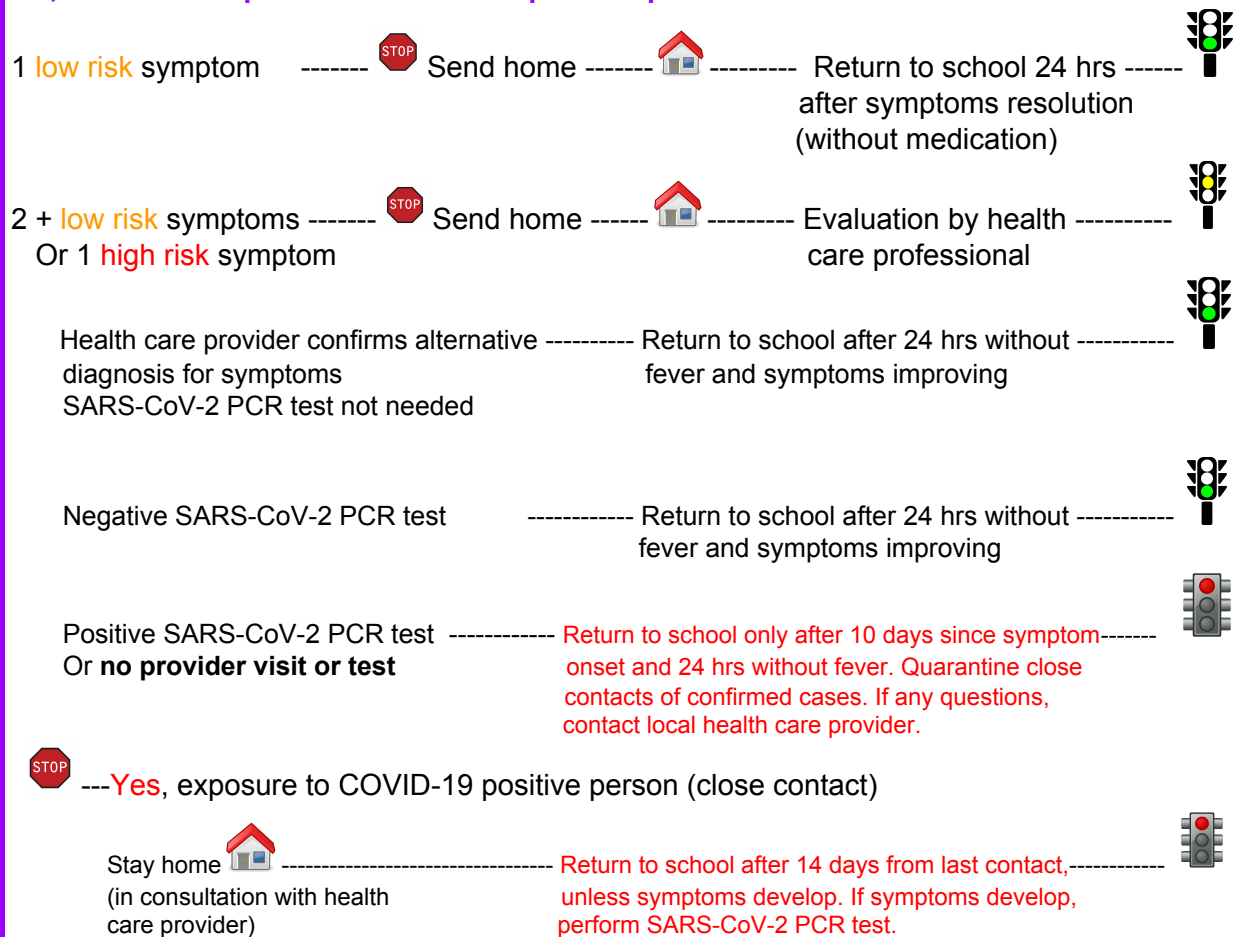 1 low risk symptom ------- STOP Send home ------- --------- Return to school 24 hrs ------
after symptoms resolution
(without medication)
2 + low risk symptoms ------- STOP Send home ------ --------- Evaluation by health ----------
Or 1 high risk symptom care professional
Health care provider confirms alternative ---------- Return to school after 24 hrs without -----------
diagnosis for symptoms fever and symptoms improving
SARS-CoV-2 PCR test not needed
Negative SARS-CoV-2 PCR test ------------ Return to school after 24 hrs without -----------
fever and symptoms improving
Positive SARS-CoV-2 PCR test ------------ Return to school only after 10 days since symptom-------
Or no provider visit or test onset and 24 hrs without fever. Quarantine close
contacts of confirmed cases. If any questions,
contact local health care provider.
STOP ---Yes, exposure to COVID-19 positive person (close contact)
Stay home ---------------------------------- Return to school after 14 days from last contact,------------
(in consultation with health unless symptoms develop. If symptoms develop,
care provider) perform SARS-CoV-2 PCR test.